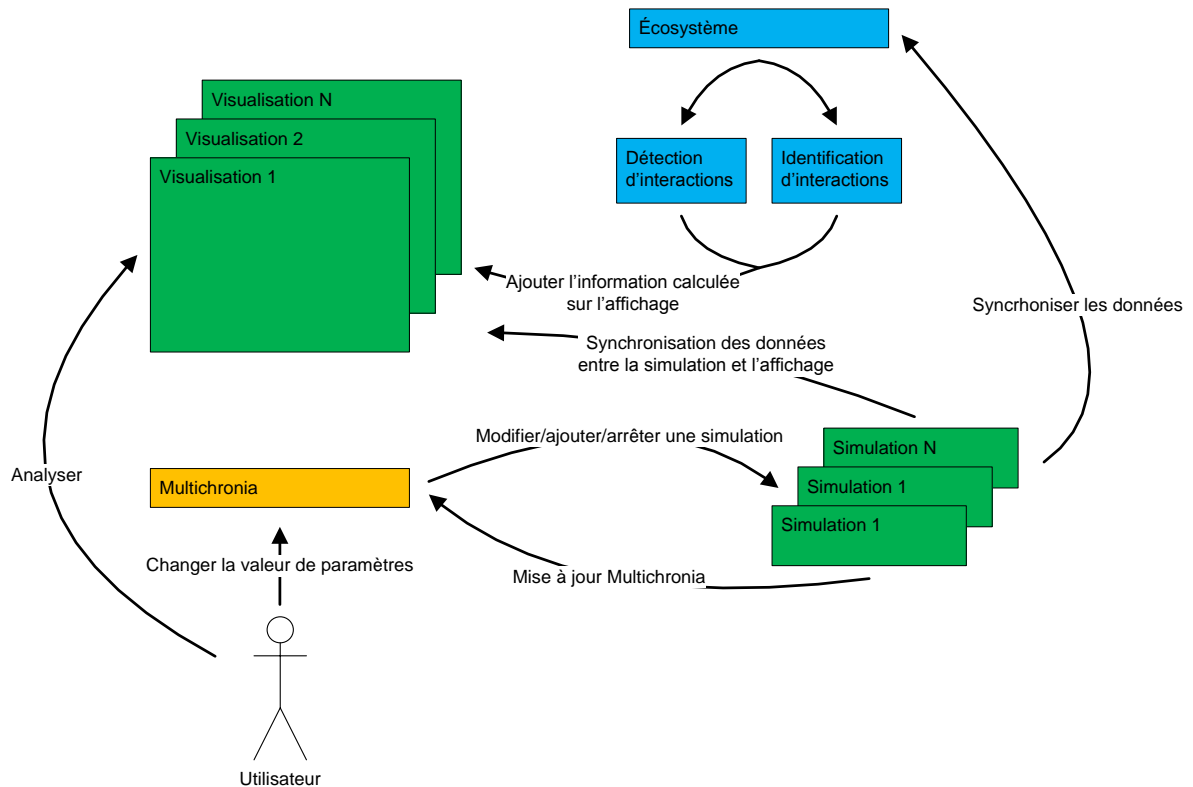 Écosystème
Visualisation N
Visualisation 2
Visualisation 1
Détection
d'interactions
Identification
d'interactions
Ajouter l'information calculée
sur l'affichage
Syncrhoniser les données
Synchronisation des données
entre la simulation et l'affichage
Modifier/ajouter/arrêter une simulation
Simulation N
Simulation 1
Simulation 1
Analyser
Multichronia
Changer la valeur de paramètres
Mise à jour Multichronia
Utilisateur